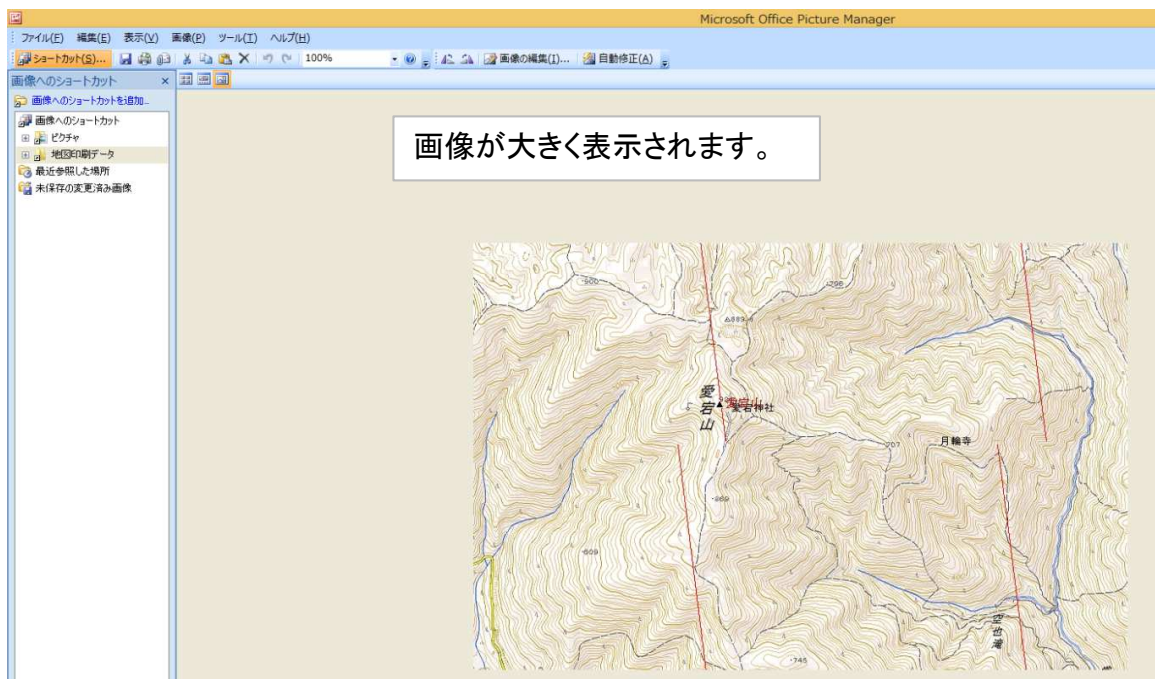 Microsoft Office Picture Manager
ファイル(F) 編集(E) 表示(V) 画像(P) ツール(T) ヘルプ(H)
ショートカット(S)... 100% 画像の編集(I)... 自動修正(A)
画像へのショートカット ×
画像へのショートカットを追加...
画像へのショートカット
ピクチャ
地図印刷データ
最近参照した場所
未保存の変更済み画像
画像が大きく表示されます。
愛宕山
愛宕神社
707
月輪寺
869
609
空也滝
745